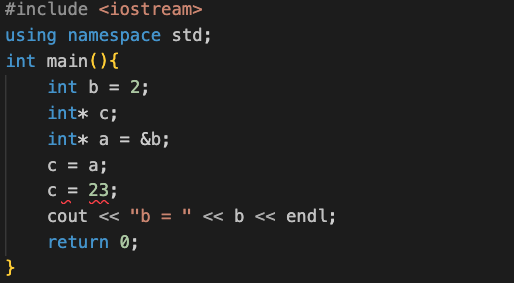 #include <iostream>
using namespace std;
int main(){
    int b = 2;
    int* c;
    int* a = &b;
    c = a;
    c = 23;
    cout << "b = " << b << endl;
    return 0;
}